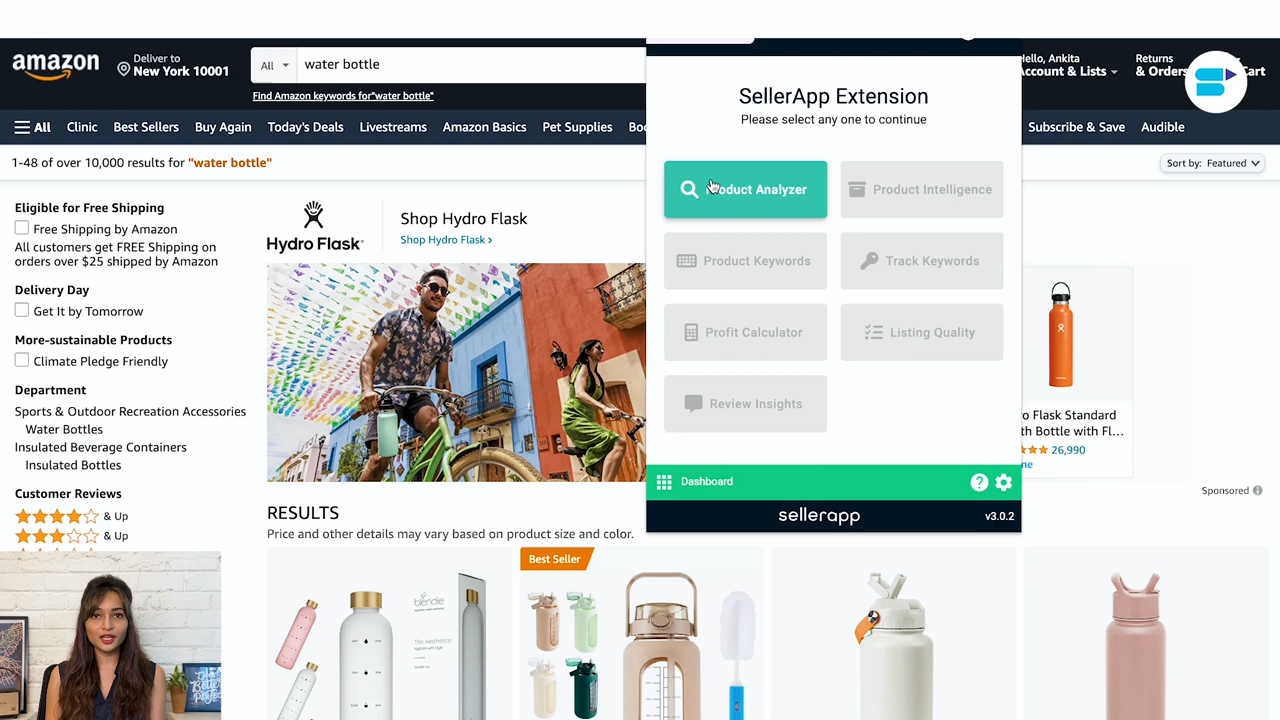 amazon
Deliver to
New York 10001
All
water bottle
Find Amazon keywords for"water bottle"
Hello, Ankita
Account & Lists
Returns
& Orders
Cart
All
Clinic
Best Sellers
Buy Again
Today's Deals
Livestreams
Amazon Basics
Pet Supplies
Subscribe & Save
Audible
1-48 of over 10,000 results for "water bottle"
Sort by: Featured
SellerApp Extension
Please select any one to continue
Product Analyzer
Product Intelligence
Product Keywords
Track Keywords
Profit Calculator
Listing Quality
Review Insights
Dashboard
?
sellerapp
v3.0.2
Eligible for Free Shipping
Free Shipping by Amazon
All customers get FREE Shipping on
orders over $25 shipped by Amazon
Delivery Day
Get It by Tomorrow
More-sustainable Products
Climate Pledge Friendly
Department
Sports & Outdoor Recreation Accessories
Water Bottles
Insulated Beverage Containers
Insulated Bottles
Customer Reviews
& Up
& Up
Hydro Flask
Shop Hydro Flask
Shop Hydro Flask ›
Flask Standard
Bottle with Fl...
26,990
Sponsored
RESULTS
Price and other details may vary based on product size and color.
Best Seller
blendie
The Aesthetics